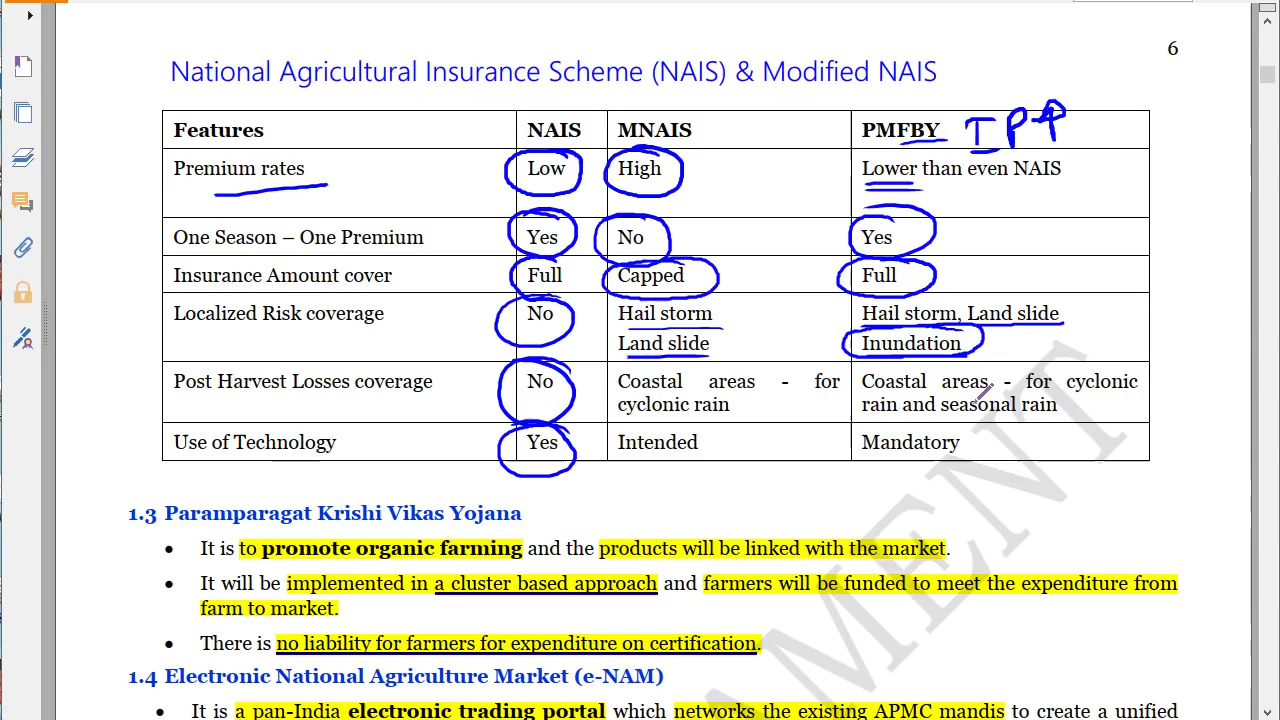 6
National Agricultural Insurance Scheme (NAIS) & Modified NAIS
Features NAIS MNAIS PMFBY IP
Premium rates Low High Lower than even NAIS
One Season – One Premium Yes No Yes
Insurance Amount cover Full Capped Full
Localized Risk coverage No Hail storm Hail storm, Land slide
Land slide Inundation
Post Harvest Losses coverage No Coastal areas - for Coastal areas - for cyclonic
cyclonic rain rain and seasonal rain
Use of Technology Yes Intended Mandatory
1.3 Paramparagat Krishi Vikas Yojana
• It is to promote organic farming and the products will be linked with the market.
• It will be implemented in a cluster based approach and farmers will be funded to meet the expenditure from
farm to market.
• There is no liability for farmers for expenditure on certification.
1.4 Electronic National Agriculture Market (e-NAM)
• It is a pan-India electronic trading portal which networks the existing APMC mandis to create a unified
AMENT